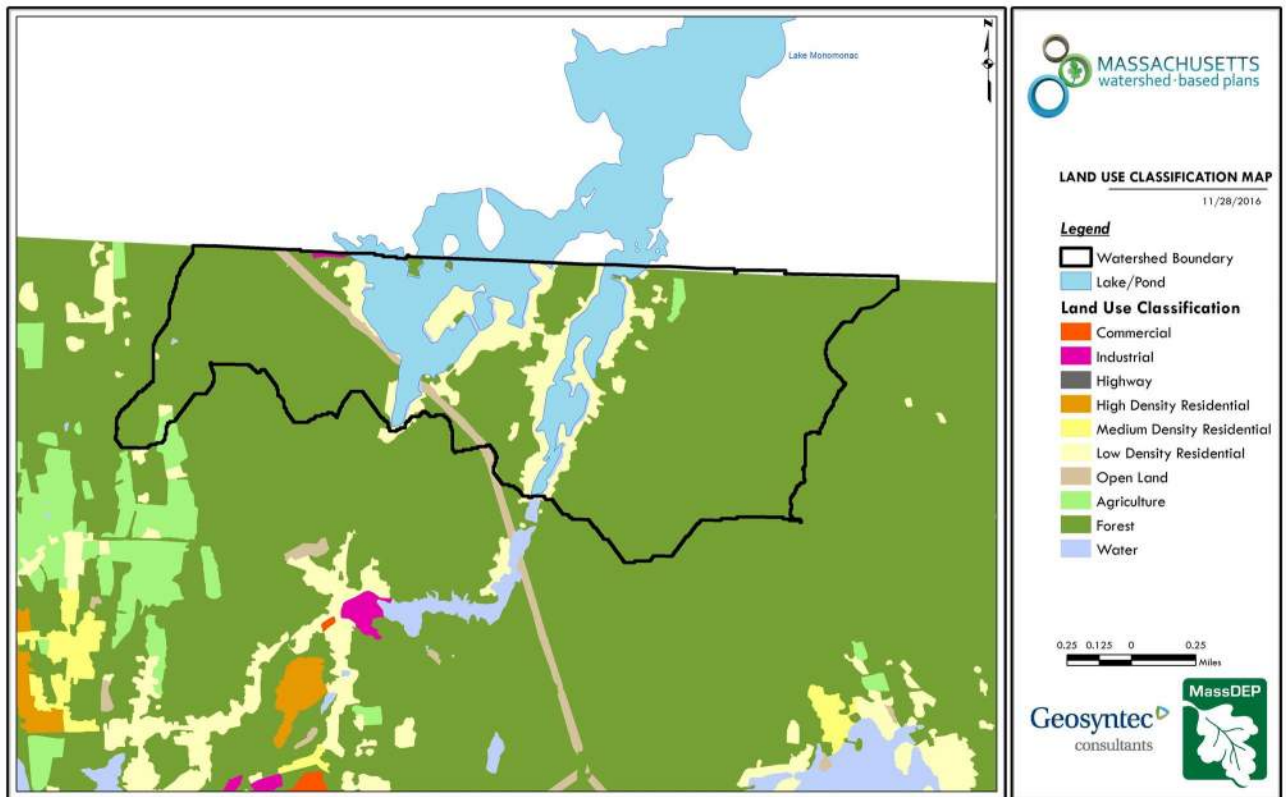 Lake Monomonac
N
MASSACHUSETTS
watershed·based plans
LAND USE CLASSIFICATION MAP
11/28/2016
Legend
Watershed Boundary
Lake/Pond
Land Use Classification
Commercial
Industrial
Highway
High Density Residential
Medium Density Residential
Low Density Residential
Open Land
Agriculture
Forest
Water
0.25 0.125 0 0.25
Miles
Geosyntec
consultants
MassDEP